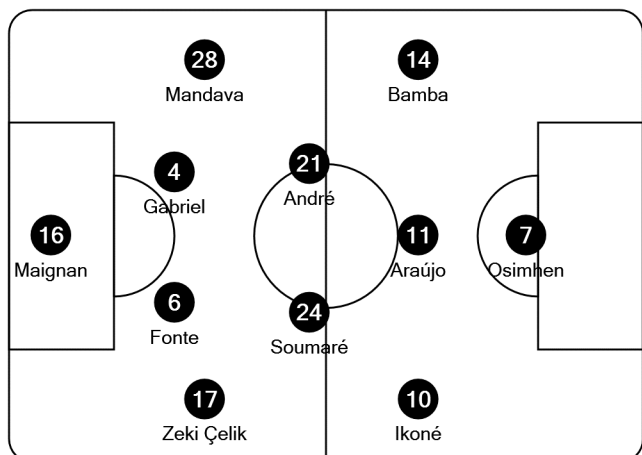 28
Mandava
14
Bamba
4
Gabriel
21
André
16
Maignan
11
Araújo
7
Osimhen
6
Fonte
24
Soumaré
17
Zeki Çelik
10
Ikoné